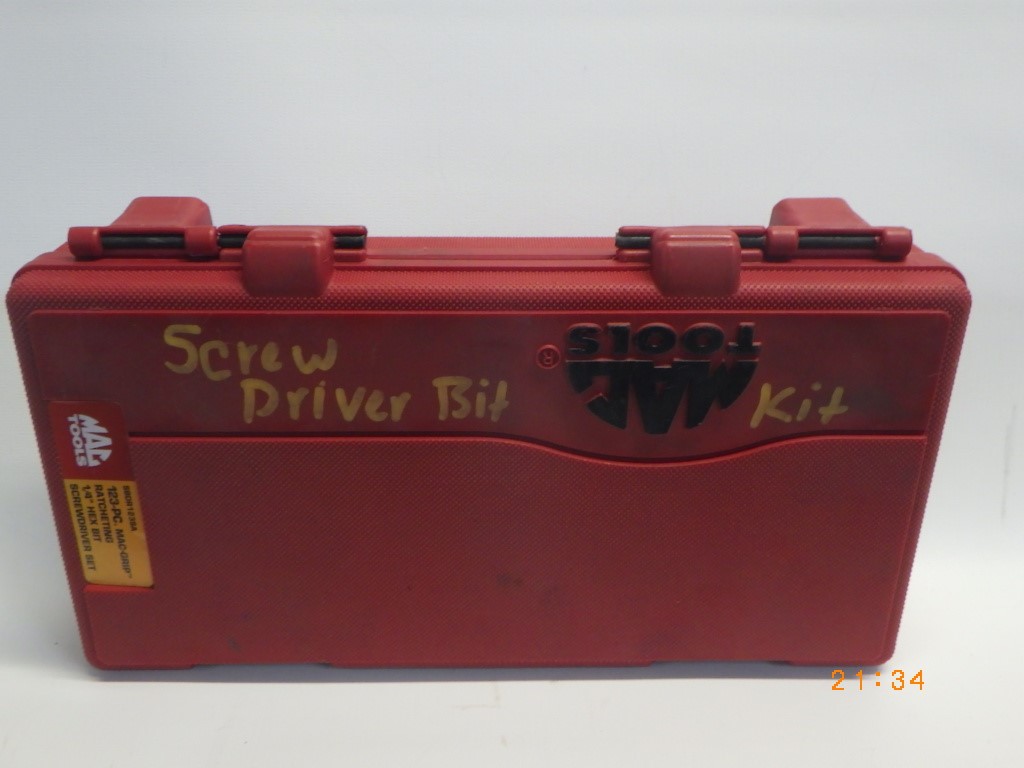 Screw
Driver Bit Kit
MAC
TOOLS
®
MAC
TOOLS
123-PC. MAC-GRIP™
RATCHETING
1/4" HEX BIT
SCREWDRIVER SET
21:34